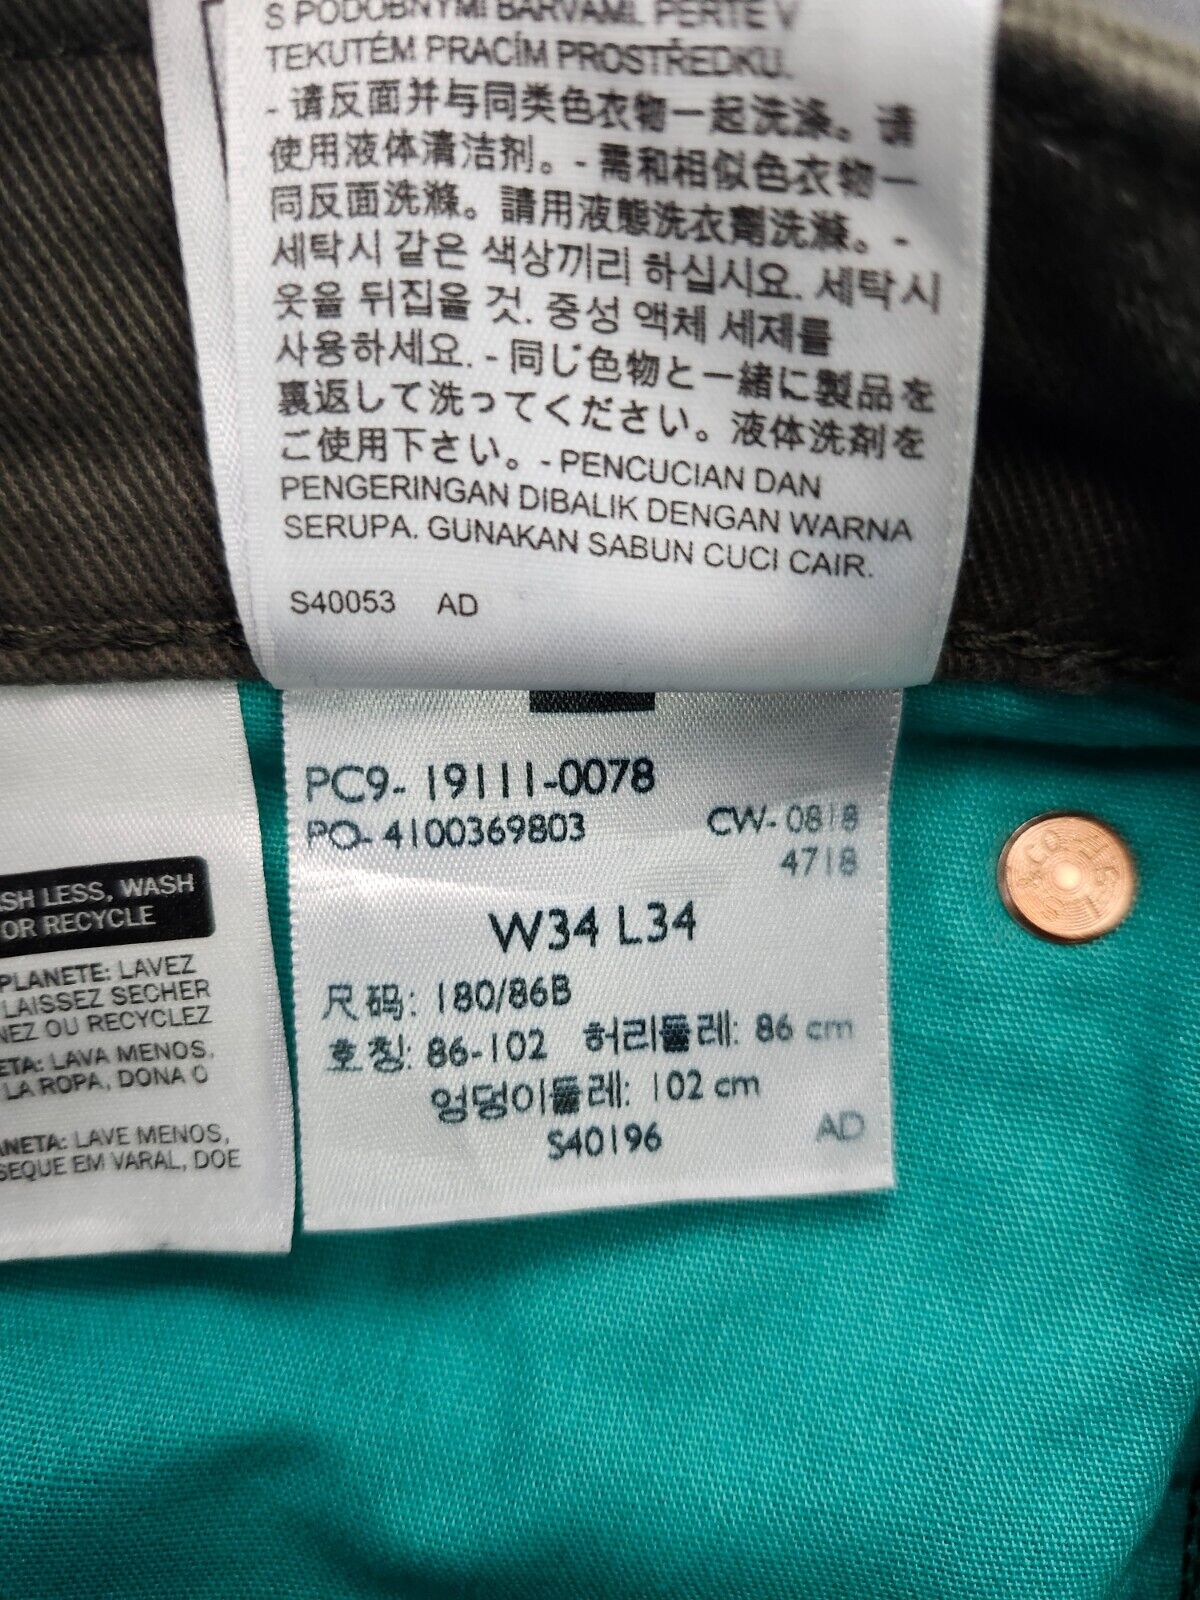 S PODOBNÝMI BARVAMI. PERTE V
TEKUTÉM PRACÍM PROSTŘEDKU.
- 请反面并与同类色衣物一起洗涤。請
使用液体清洁剂。- 需和相似色衣物一
同反面洗滌。請用液態洗衣劑洗滌。-
세탁시 같은 색상끼리 하십시요. 세탁시
옷을 뒤집을 것. 중성 액체 세제를
사용하세요. - 同じ色物と一緒に製品を
裏返して洗ってください。液体洗剤を
ご使用下さい。- PENCUCIAN DAN
PENGERINGAN DIBALIK DENGAN WARNA
SERUPA. GUNAKAN SABUN CUCI CAIR.
S40053 AD
SH LESS, WASH
OR RECYCLE
PLANETE: LAVEZ
LAISSEZ SECHER
NEZ OU RECYCLEZ
ETA: LAVA MENOS,
LA ROPA, DONA O
ANETA: LAVE MENOS,
SEQUE EM VARAL, DOE
PC9- 19111-0078
PO- 4100369803 CW- 0818
4718
W34 L34
尺码: 180/86B
호칭: 86-102 허리둘레: 86 cm
엉덩이둘레: 102 cm
S40196 AD